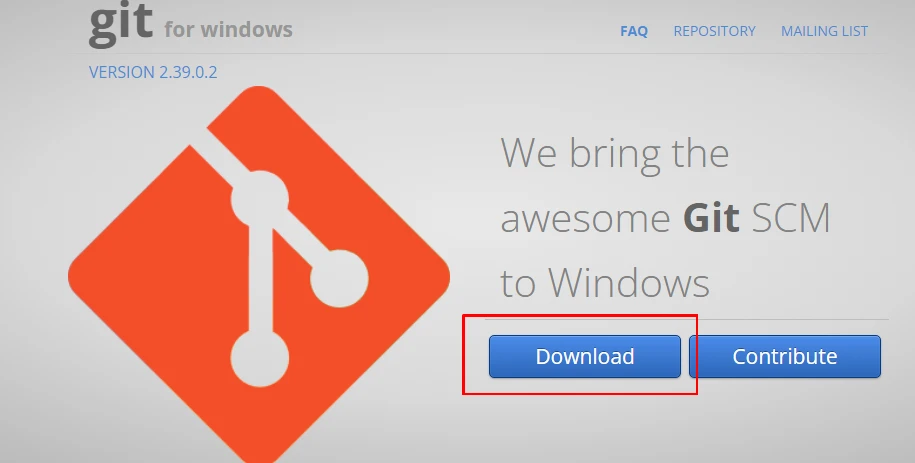 git for windows
FAQ REPOSITORY MAILING LIST
VERSION 2.39.0.2
We bring the
awesome Git SCM
to Windows
Download Contribute